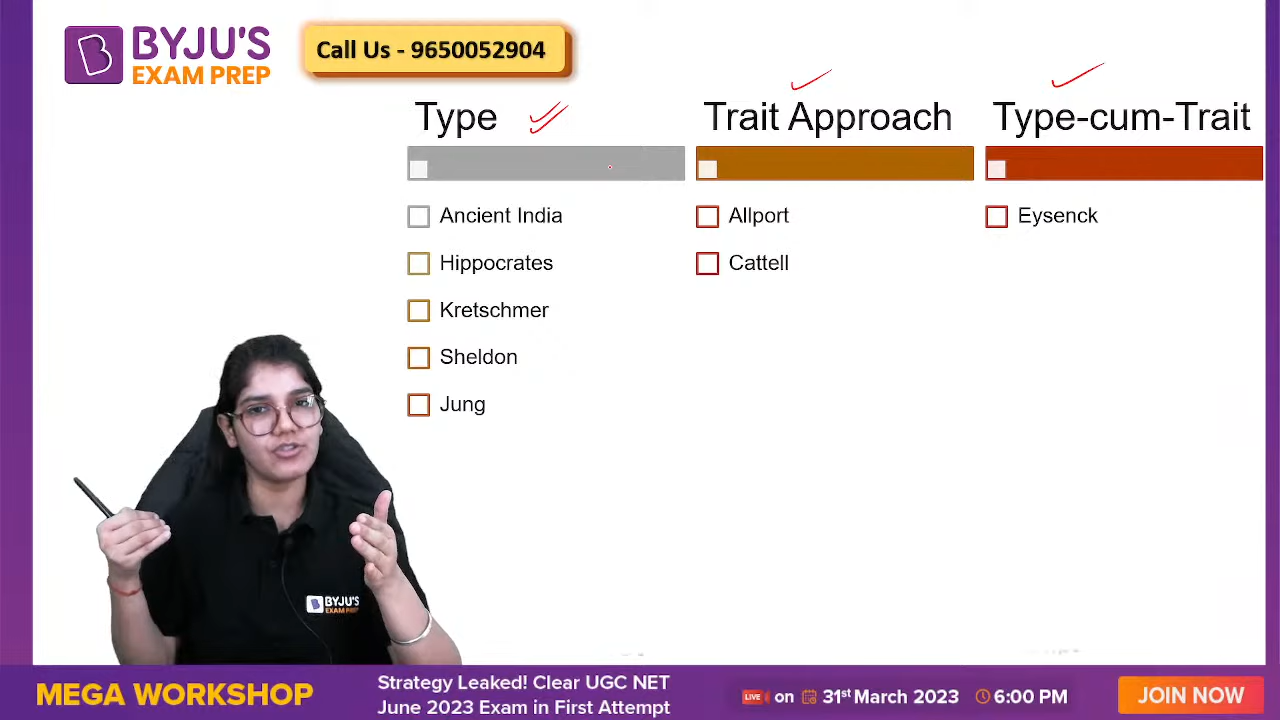 BYJU'S
EXAM PREP
Call Us - 9650052904
Type
Trait Approach
Type-cum-Trait
Ancient India
Hippocrates
Kretschmer
Sheldon
Jung
Allport
Cattell
Eysenck
BYJU'S
EXAM PREP
MEGA WORKSHOP
Strategy Leaked! Clear UGC NET
June 2023 Exam in First Attempt
LIVE on 31st March 2023 6:00 PM
JOIN NOW